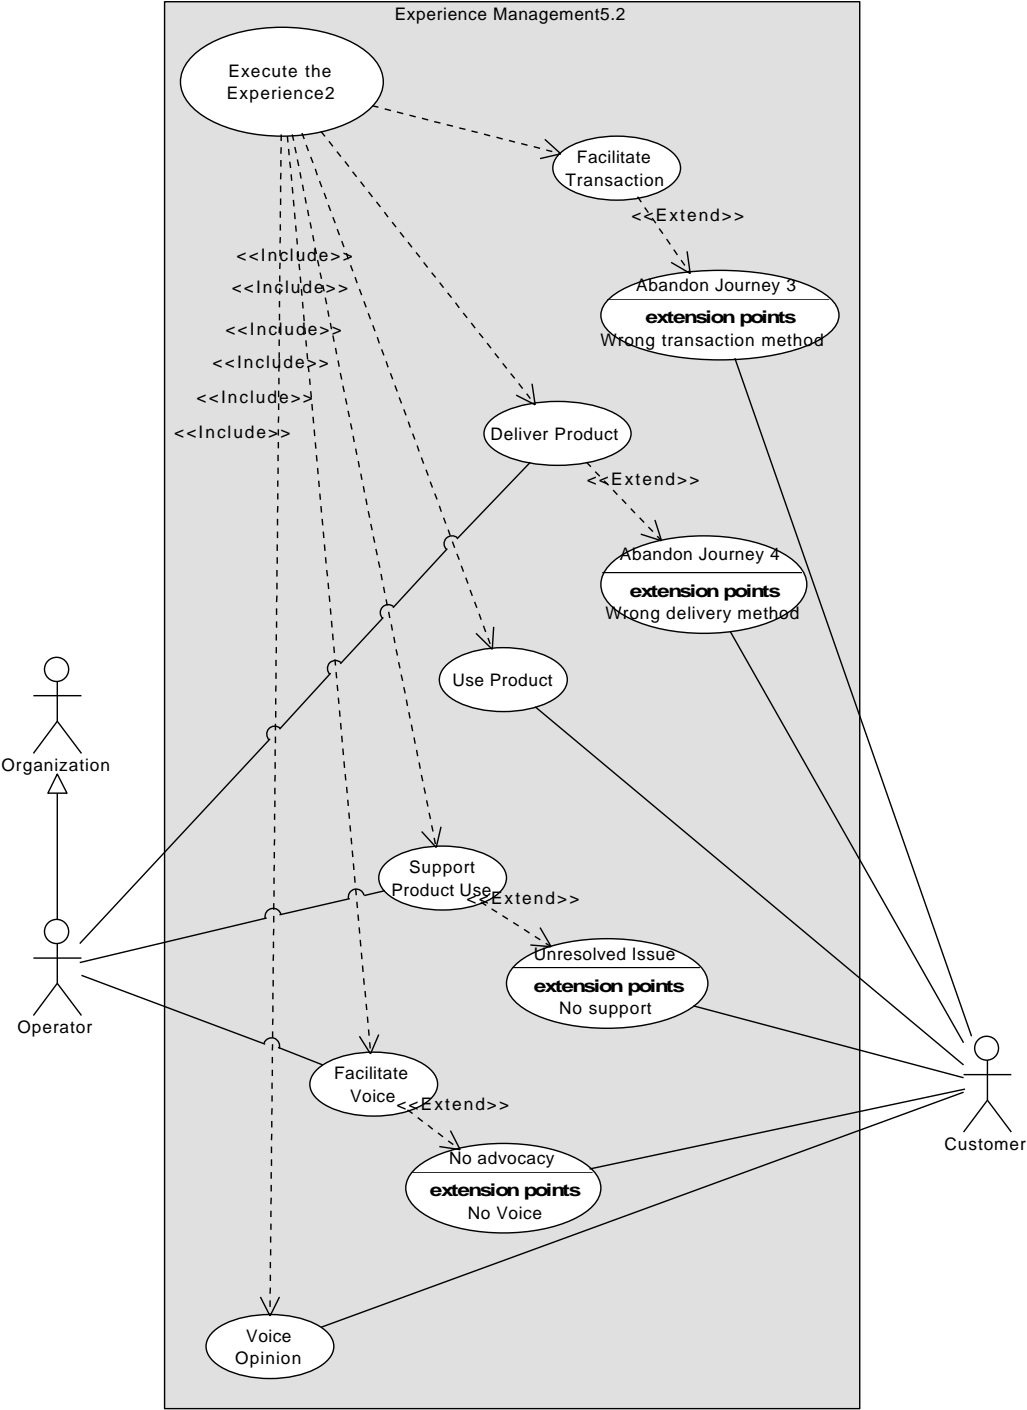 Experience Management5.2
Execute the
Experience2
Facilitate
Transaction
<<Extend>>
<<Include>>
Abandon Journey 3
<<Include>>
extension points
<<Include>>
Wrong transaction method
<<Include>>
<<Include>>
<<Include>>
Deliver Product
<<Extend>>
Abandon Journey 4
extension points
Wrong delivery method
Use Product
Organization
Support
Product Use
<<Extend>>
Unresolved Issue
extension points
No support
Operator
Facilitate
Voice
<<Extend>>
Customer
No advocacy
extension points
No Voice
Voice
Opinion